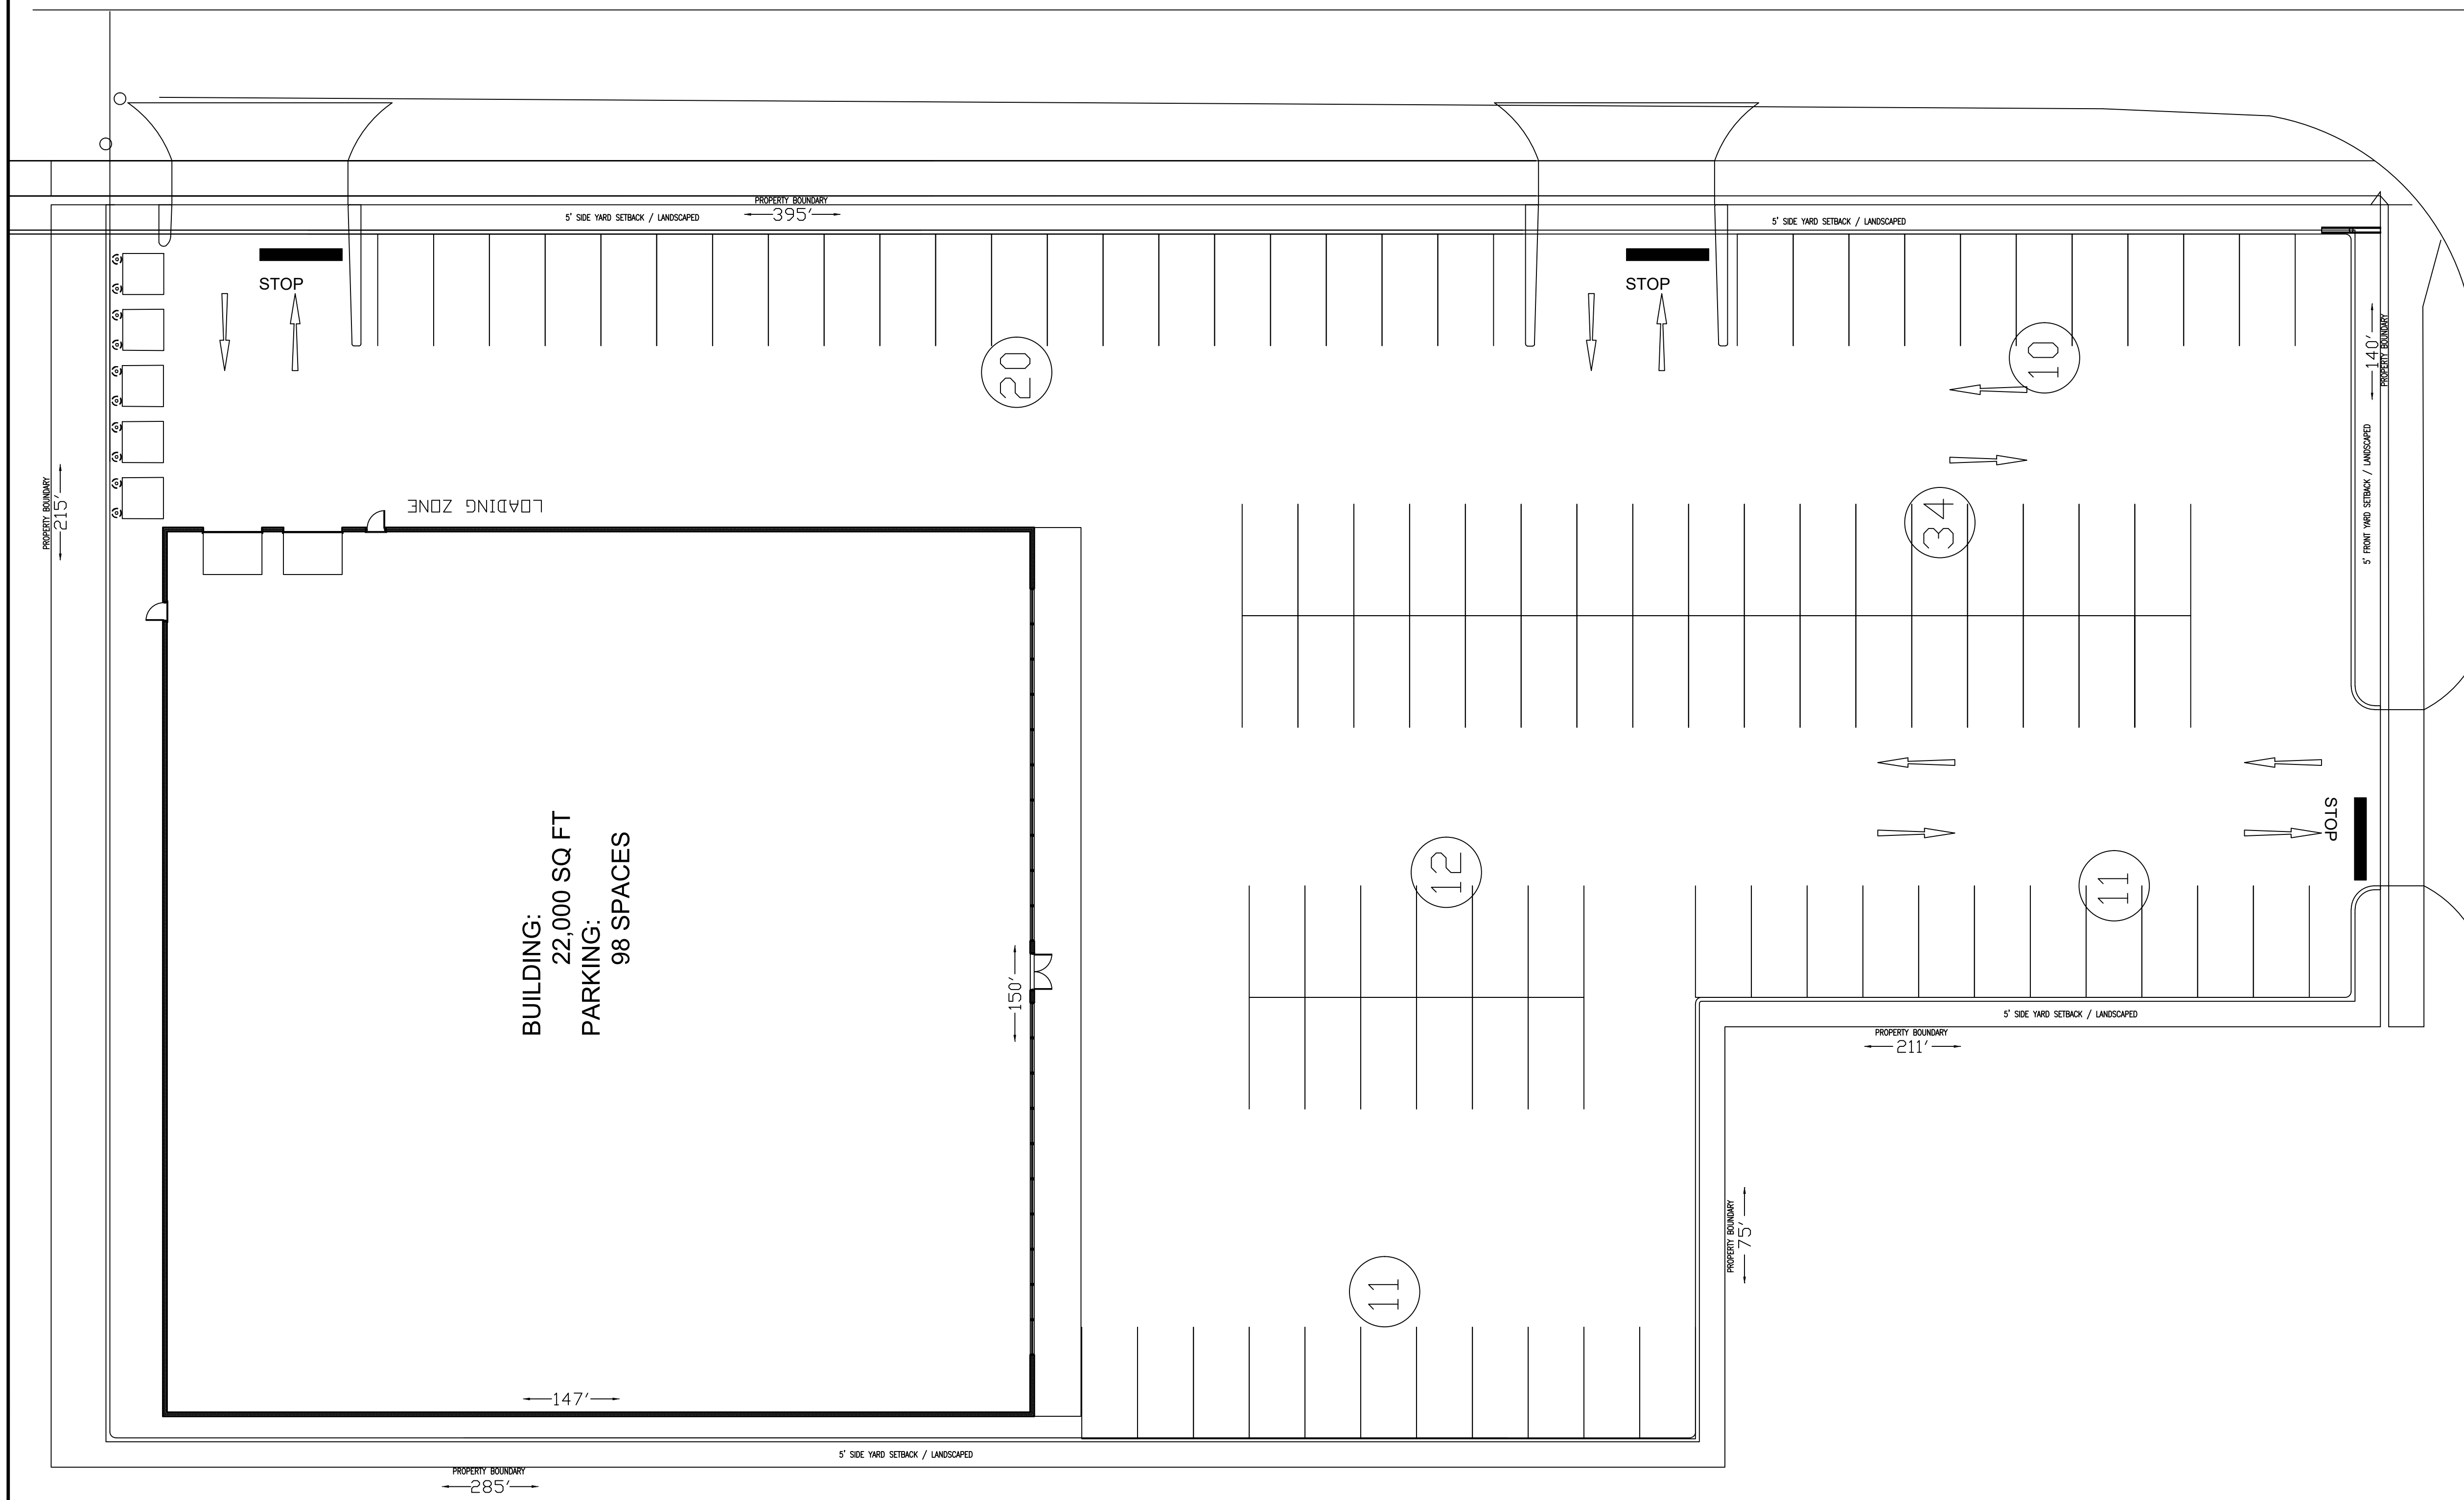 PROPERTY BOUNDARY
395'
5' SIDE YARD SETBACK / LANDSCAPED
5' SIDE YARD SETBACK / LANDSCAPED
STOP
STOP
20
10
140'
PROPERTY BOUNDARY
5' FRONT YARD SETBACK / LANDSCAPED
PROPERTY BOUNDARY
215'
LOADING ZONE
34
BUILDING:
22,000 SQ FT
PARKING:
98 SPACES
150'
12
11
STOP
5' SIDE YARD SETBACK / LANDSCAPED
PROPERTY BOUNDARY
211'
PROPERTY BOUNDARY
75'
11
147'
5' SIDE YARD SETBACK / LANDSCAPED
PROPERTY BOUNDARY
285'